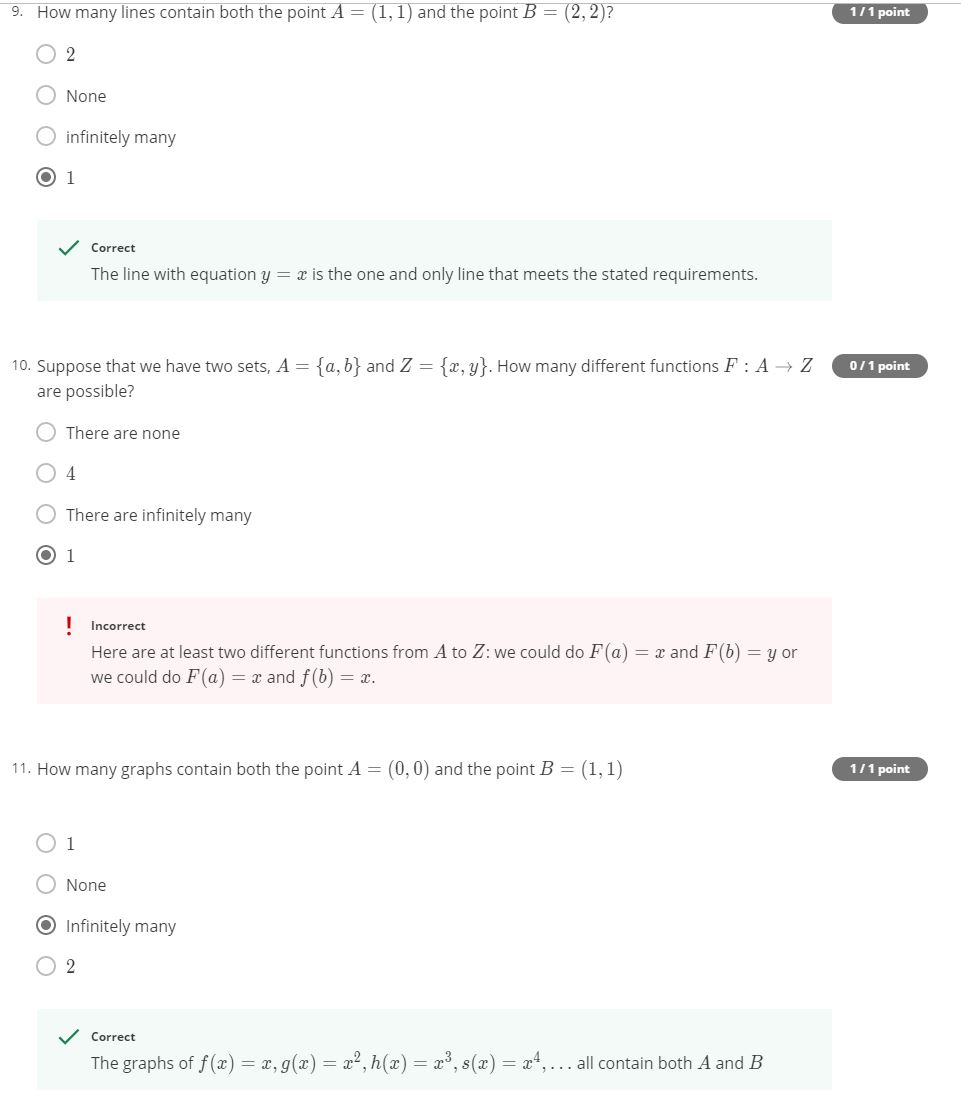 9. How many lines contain both the point A = (1, 1) and the point B = (2, 2)?
1 / 1 point
2
None
infinitely many
1
Correct
The line with equation y = x is the one and only line that meets the stated requirements.
10. Suppose that we have two sets, A = {a, b} and Z = {x, y}. How many different functions F : A → Z
0 / 1 point
are possible?
There are none
4
There are infinitely many
1
! Incorrect
Here are at least two different functions from A to Z: we could do F(a) = x and F(b) = y or
we could do F(a) = x and f(b) = x.
11. How many graphs contain both the point A = (0, 0) and the point B = (1, 1)
1 / 1 point
1
None
Infinitely many
2
Correct
The graphs of f(x) = x, g(x) = x², h(x) = x³, s(x) = x⁴, … all contain both A and B